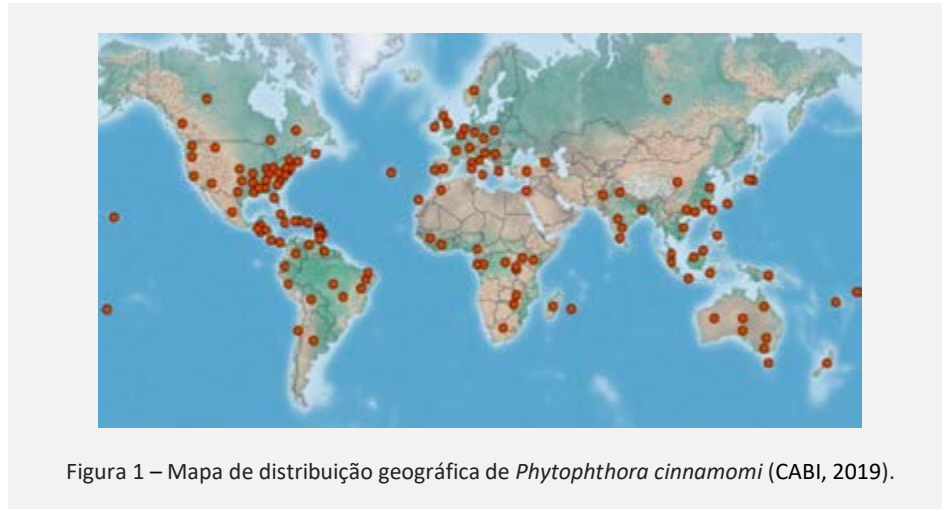 Figura 1 – Mapa de distribuição geográfica de Phytophthora cinnamomi (CABI, 2019).